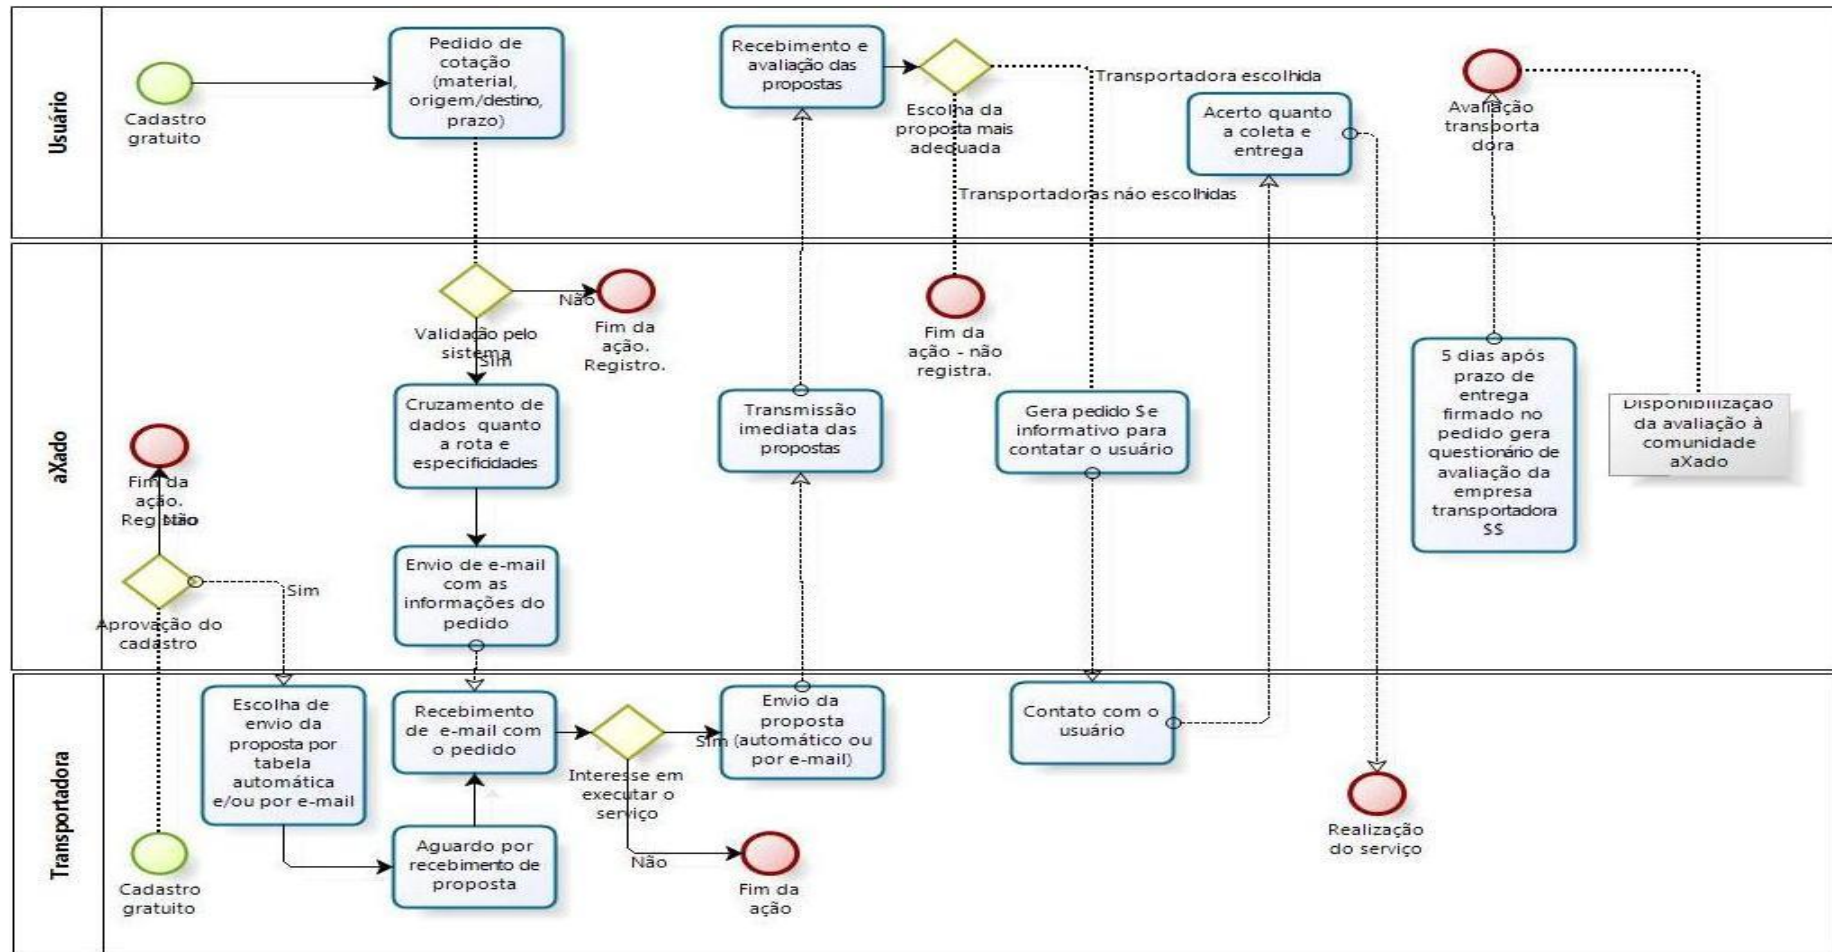 Usuário
Cadastro
gratuito
Pedido de
cotação
(material,
origem/destino,
prazo)
Recebimento e
avaliação das
propostas
Escolha da
proposta mais
adequada
Transportadora escolhida
Transportadoras não escolhidas
Acerto quanto
a coleta e
entrega
Avaliação
transporta
dora
aXado
Validação pelo
sistema
Não
Sim
Fim da
ação.
Registro.
Cruzamento de
dados quanto
a rota e
especificidades
Envio de e-mail
com as
informações do
pedido
Fim da
ação.
Registro
Não
Aprovação do
cadastro
Sim
Transmissão
imediata das
propostas
Fim da
ação - não
registra.
Gera pedido $e
informativo para
contatar o usuário
5 dias após
prazo de
entrega
firmado no
pedido gera
questionário de
avaliação da
empresa
transportadora
$$
Disponibilização
da avaliação à
comunidade
aXado
Transportadora
Cadastro
gratuito
Escolha de
envio da
proposta por
tabela
automática
e/ou por e-mail
Aguardo por
recebimento de
proposta
Recebimento
de e-mail com
o pedido
Interesse em
executar o
serviço
Sim
Não
Fim da
ação
Envio da
proposta
(automático ou
por e-mail)
Contato com o
usuário
Realização
do serviço